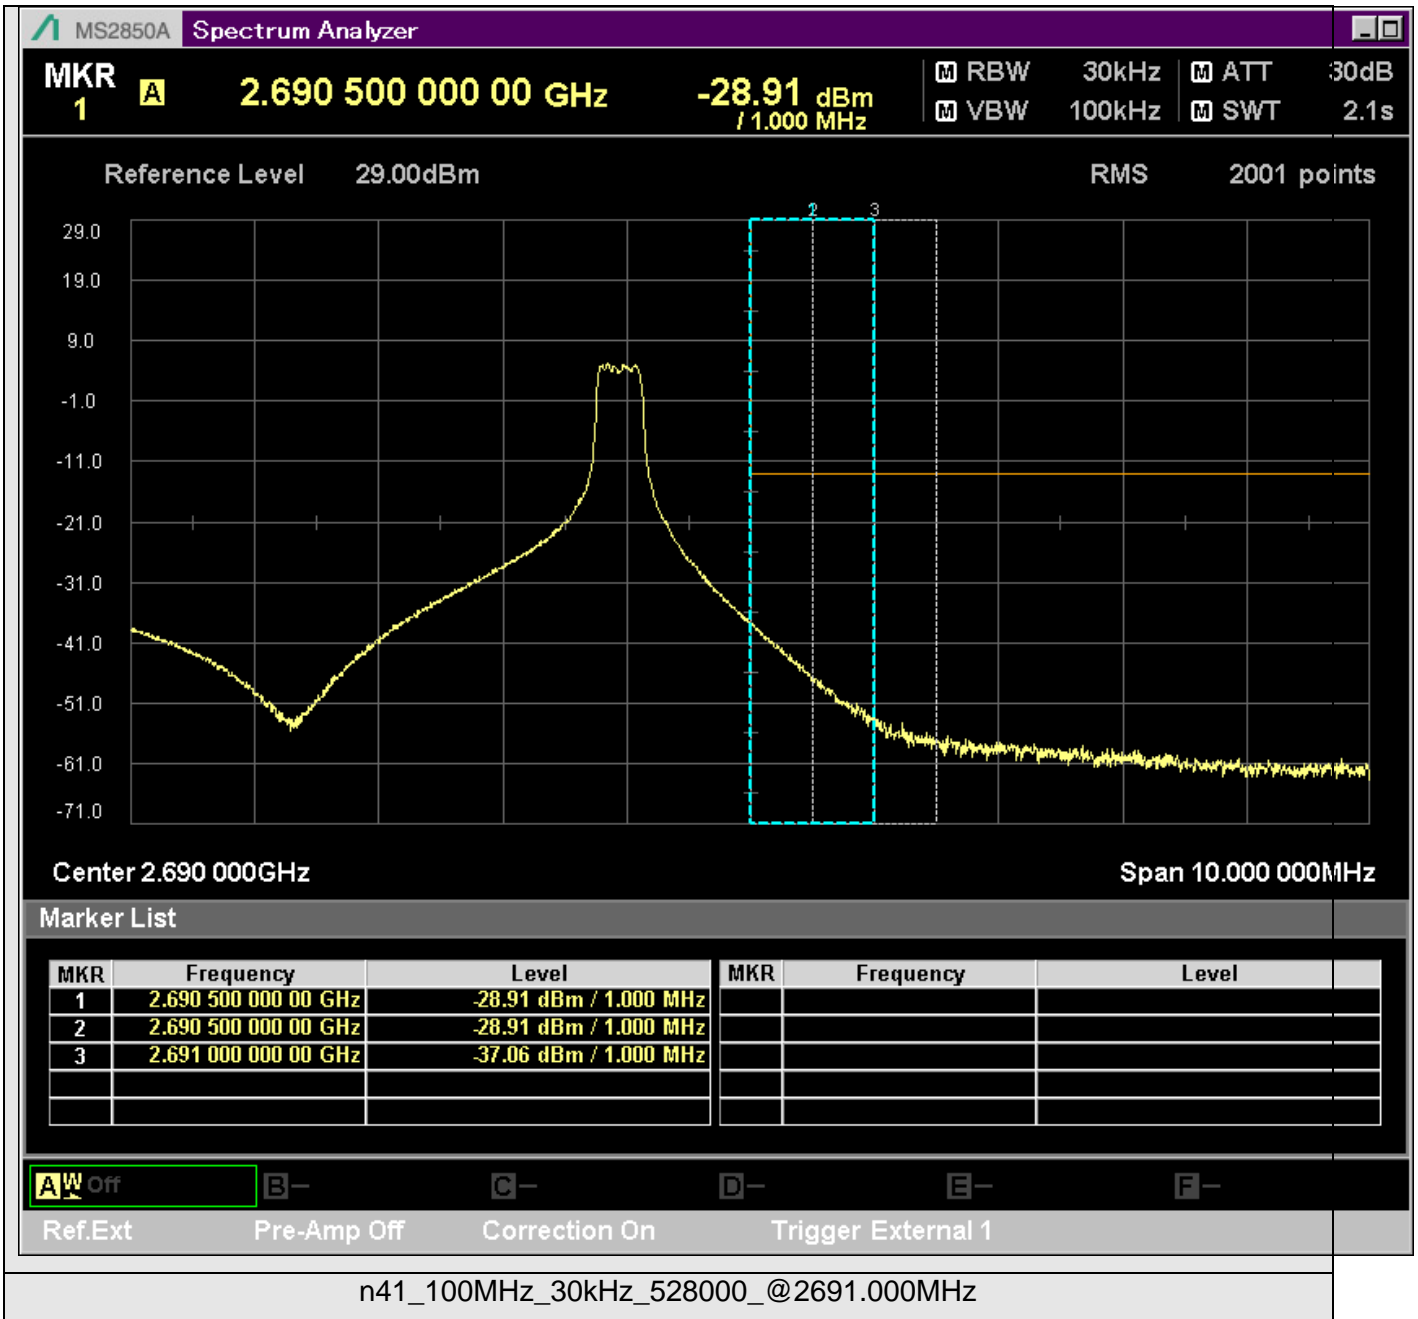 MS2850A Spectrum Analyzer
MKR 1 A 2.690 500 000 00 GHz -28.91 dBm / 1.000 MHz
M RBW 30kHz M ATT 30dB
M VBW 100kHz M SWT 2.1s
Reference Level 29.00dBm RMS 2001 points
2 3
29.0
19.0
9.0
-1.0
-11.0
-21.0
-31.0
-41.0
-51.0
-61.0
-71.0
Center 2.690 000GHz Span 10.000 000MHz
Marker List
MKR Frequency Level MKR Frequency Level
1 2.690 500 000 00 GHz -28.91 dBm / 1.000 MHz
2 2.690 500 000 00 GHz -28.91 dBm / 1.000 MHz
3 2.691 000 000 00 GHz -37.06 dBm / 1.000 MHz
A W Off B - C - D - E - F -
Ref.Ext Pre-Amp Off Correction On Trigger External 1
n41_100MHz_30kHz_528000_@2691.000MHz